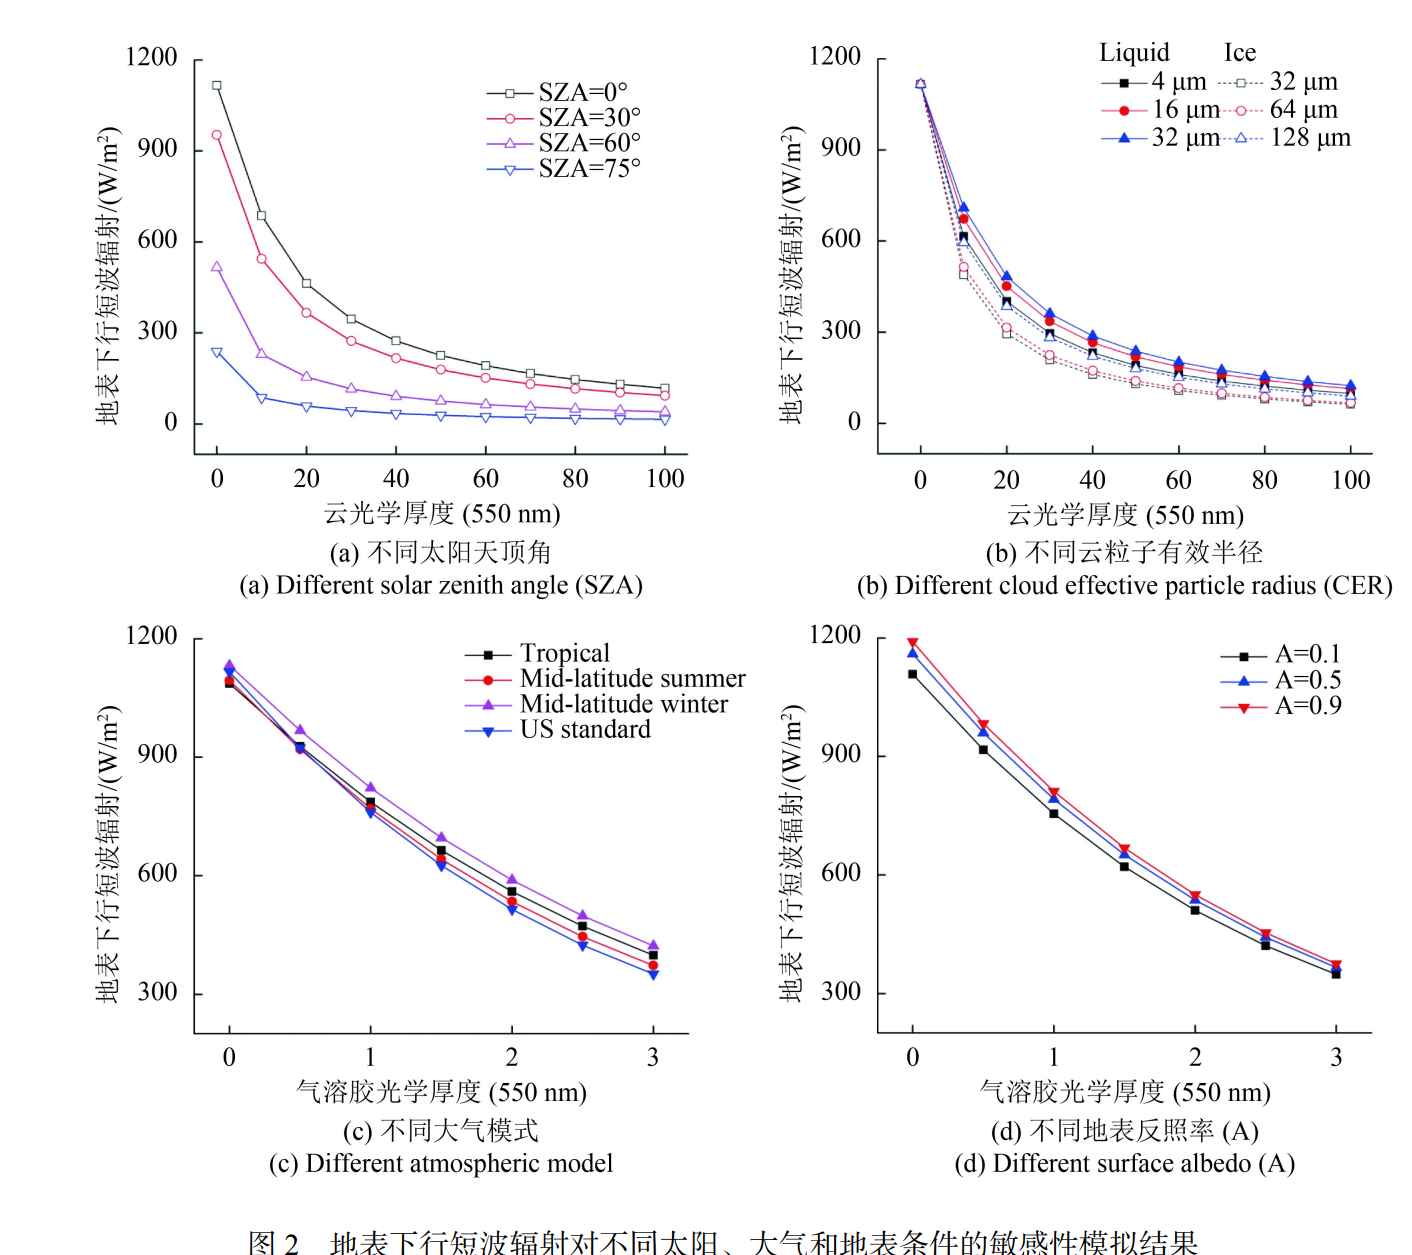 1200
900
600
300
0
地表下行短波辐射/(W/m²)
SZA=0°
SZA=30°
SZA=60°
SZA=75°
0 20 40 60 80 100
云光学厚度 (550 nm)
(a) 不同太阳天顶角
(a) Different solar zenith angle (SZA)
1200
900
600
300
0
地表下行短波辐射/(W/m²)
Liquid Ice
4 μm 32 μm
16 μm 64 μm
32 μm 128 μm
0 20 40 60 80 100
云光学厚度 (550 nm)
(b) 不同云粒子有效半径
(b) Different cloud effective particle radius (CER)
1200
900
600
300
地表下行短波辐射/(W/m²)
Tropical
Mid-latitude summer
Mid-latitude winter
US standard
0 1 2 3
气溶胶光学厚度 (550 nm)
(c) 不同大气模式
(c) Different atmospheric model
1200
900
600
300
地表下行短波辐射/(W/m²)
A=0.1
A=0.5
A=0.9
0 1 2 3
气溶胶光学厚度 (550 nm)
(d) 不同地表反照率 (A)
(d) Different surface albedo (A)
图 2 地表下行短波辐射对不同太阳、大气和地表条件的敏感性模拟结果